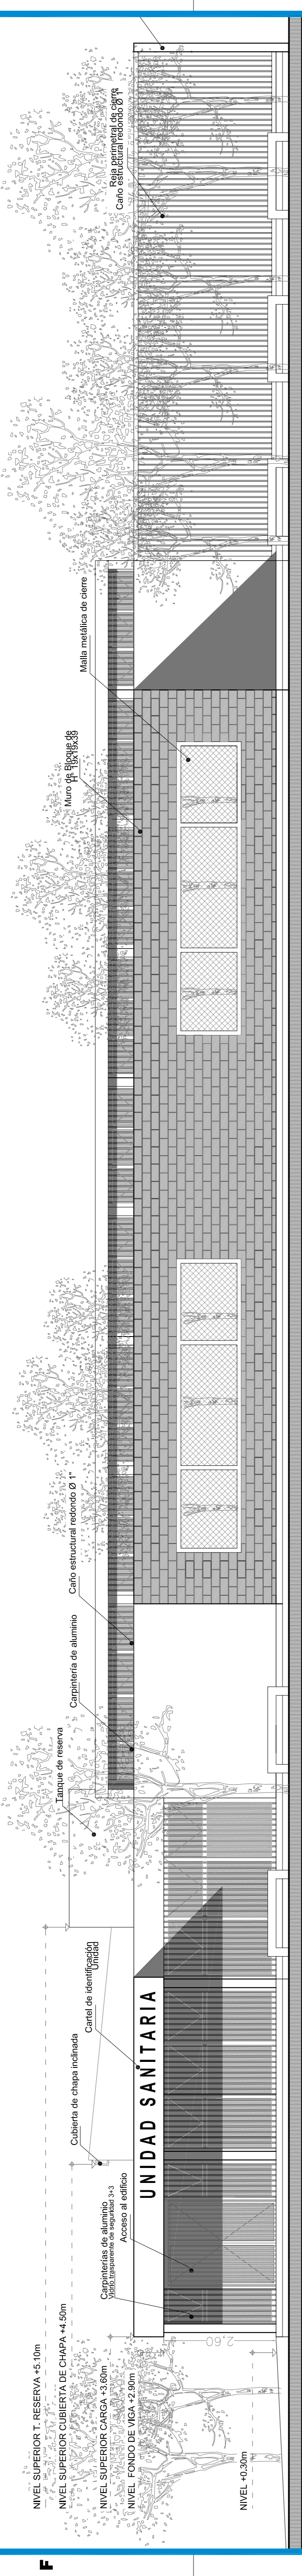 F
NIVEL SUPERIOR T. RESERVA +5.10m
NIVEL SUPERIOR CUBIERTA DE CHAPA +4.50m
NIVEL SUPERIOR CARGA +3.60m
NIVEL FONDO DE VIGA +2.90m
NIVEL +0.30m
2,60
Carpinterías de aluminio
vidrio trasparente de seguridad 3+3
Acceso al edificio
Cubierta de chapa inclinada
Cartel de identificación
Unidad
UNIDAD SANITARIA
Tanque de reserva
Carpintería de aluminio
Caño estructural redondo Ø 1"
Muro de Bloque de
H° 19x19x39
Malla metálica de cierre
Reja perimetral de cierre
Caño estructural redondo Ø 1"